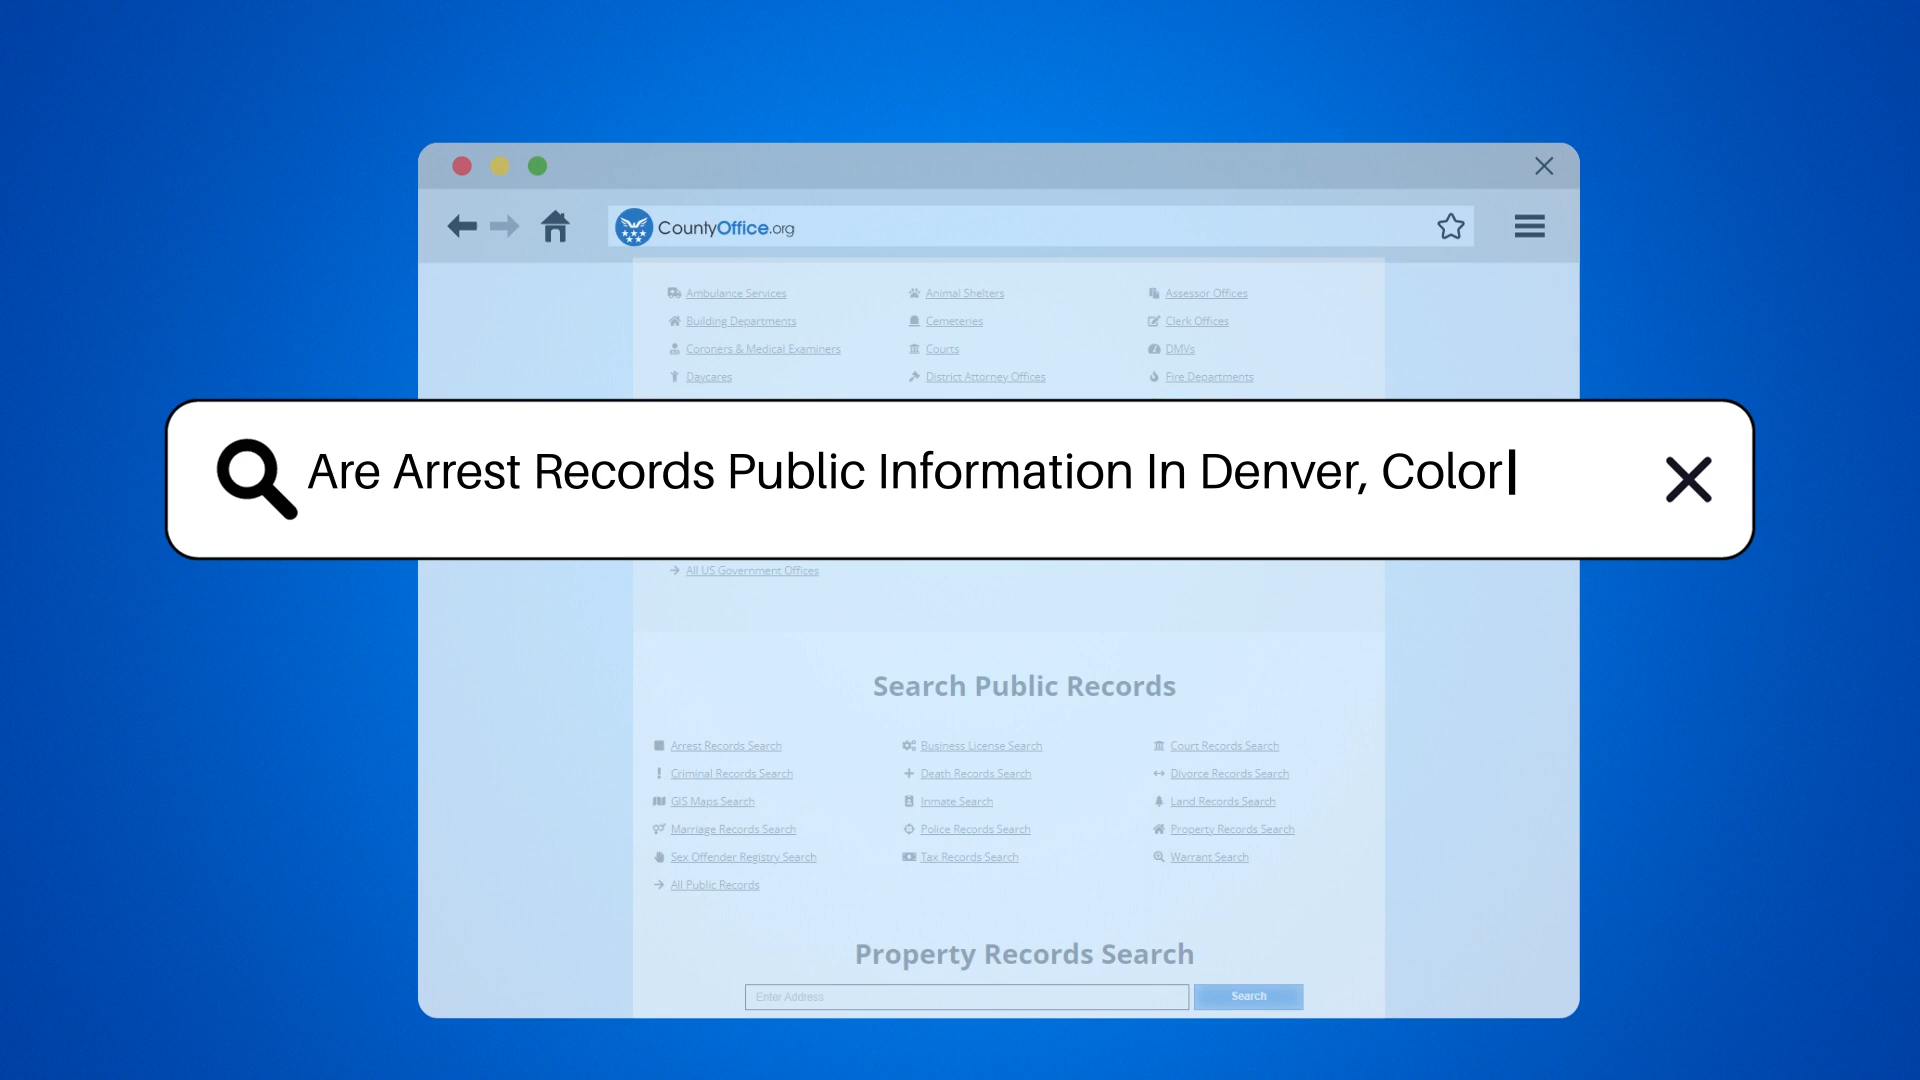 CountyOffice.org
Ambulance Services Animal Shelters Assessor Offices
Building Departments Cemeteries Clerk Offices
Coroners & Medical Examiners Courts DMVs
Daycares District Attorney Offices Fire Departments
Are Arrest Records Public Information In Denver, Color
All US Government Offices
Search Public Records
Arrest Records Search Business License Search Court Records Search
Criminal Records Search Death Records Search Divorce Records Search
GIS Maps Search Inmate Search Land Records Search
Marriage Records Search Police Records Search Property Records Search
Sex Offender Registry Search Tax Records Search Warrant Search
All Public Records
Property Records Search
Enter Address Search